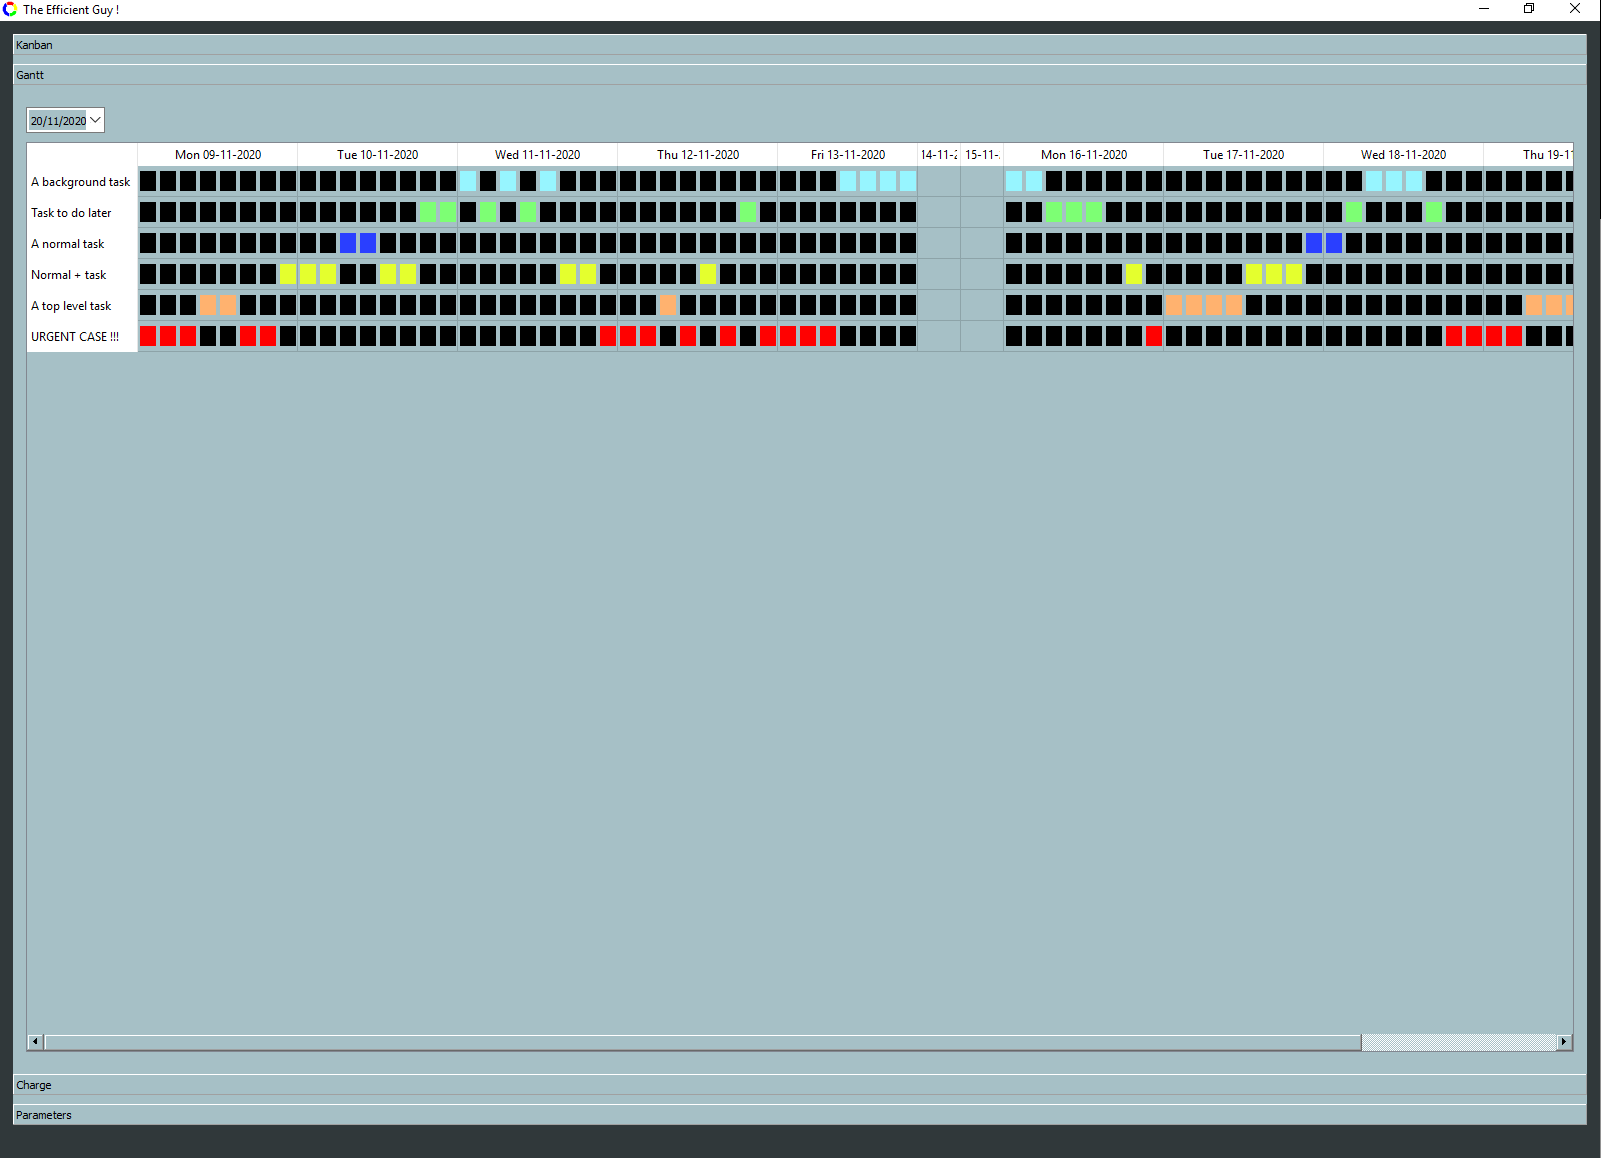 The Efficient Guy !
Kanban
Gantt
20/11/2020
Mon 09-11-2020 Tue 10-11-2020 Wed 11-11-2020 Thu 12-11-2020 Fri 13-11-2020 14-11-2 15-11-. Mon 16-11-2020 Tue 17-11-2020 Wed 18-11-2020 Thu 19-11
A background task
Task to do later
A normal task
Normal + task
A top level task
URGENT CASE !!!
Charge
Parameters